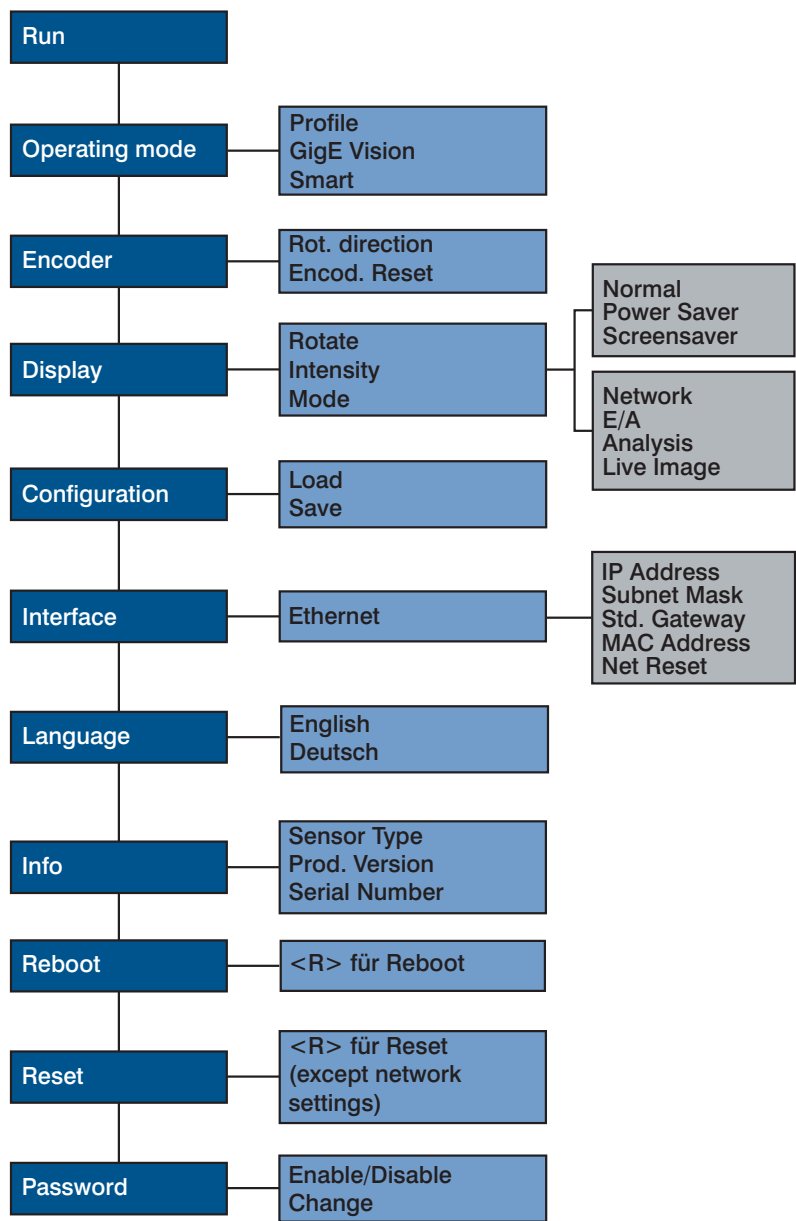 Run
Operating mode
Profile
GigE Vision
Smart
Encoder
Rot. direction
Encod. Reset
Display
Rotate
Intensity
Mode
Normal
Power Saver
Screensaver
Network
E/A
Analysis
Live Image
Configuration
Load
Save
Interface
Ethernet
IP Address
Subnet Mask
Std. Gateway
MAC Address
Net Reset
Language
English
Deutsch
Info
Sensor Type
Prod. Version
Serial Number
Reboot
<R> für Reboot
Reset
<R> für Reset
(except network
settings)
Password
Enable/Disable
Change